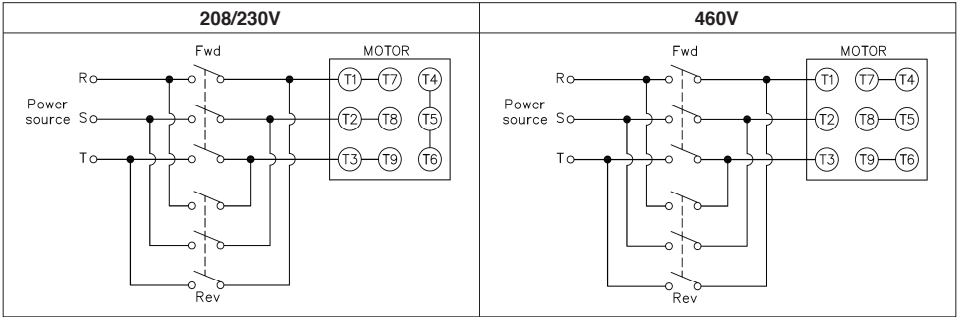 208/230V
Fwd
MOTOR
R
T1 T7 T4
Power
source S
T2 T8 T5
T
T3 T9 T6
Rev
460V
Fwd
MOTOR
R
T1 T7 T4
Power
source S
T2 T8 T5
T
T3 T9 T6
Rev